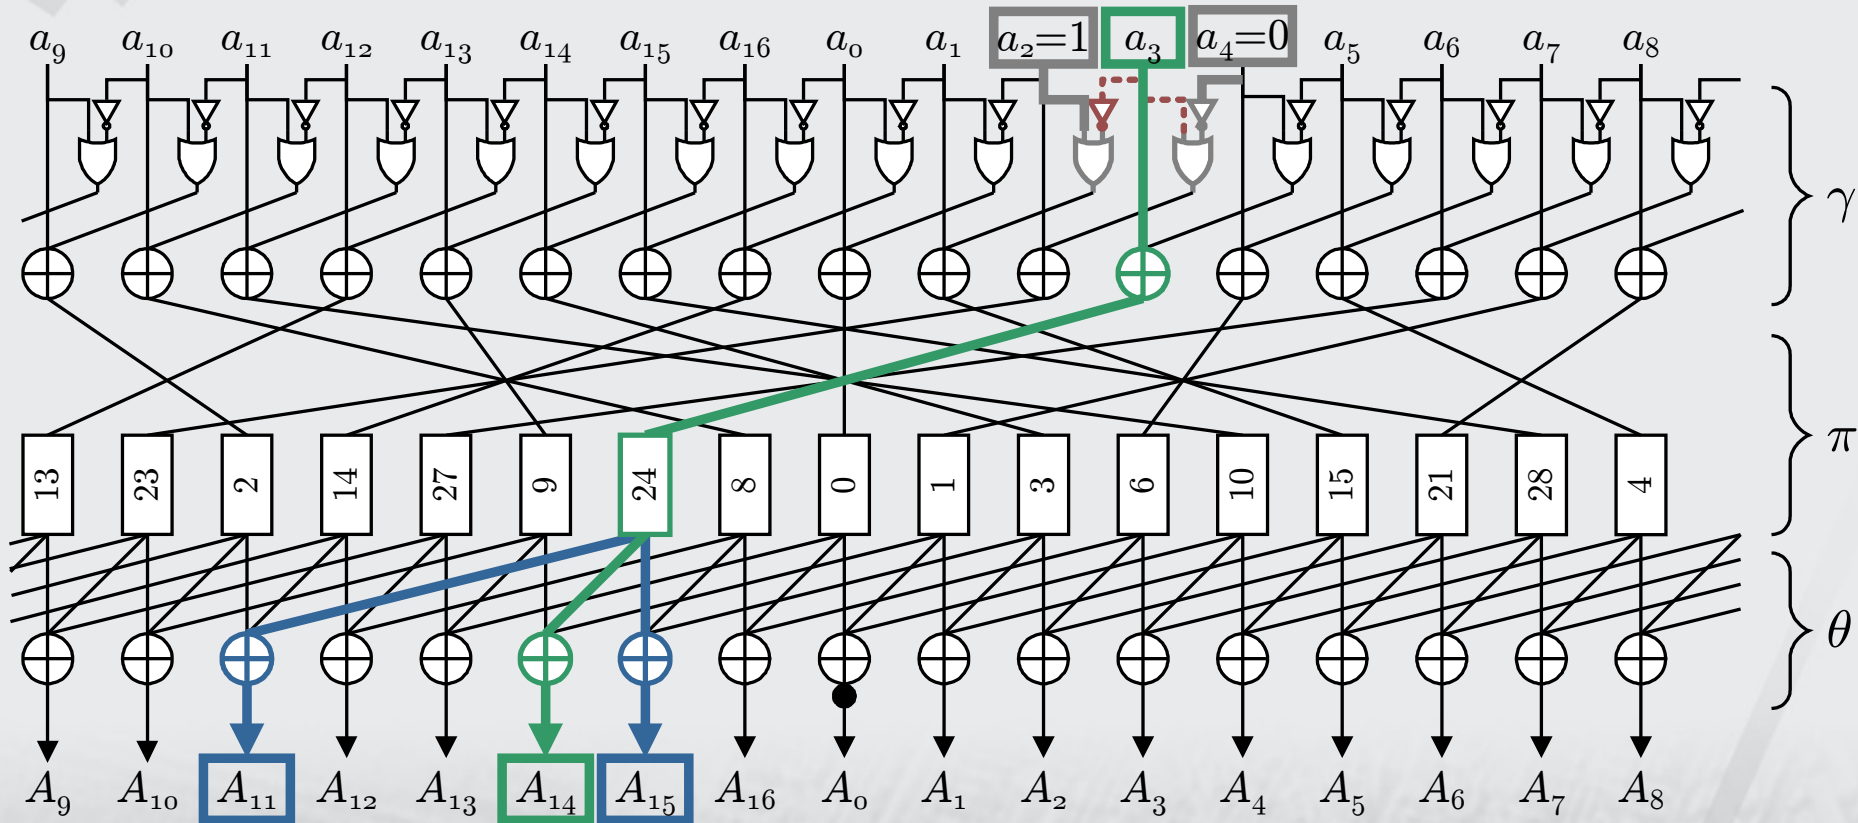 a₉ a₁₀ a₁₁ a₁₂ a₁₃ a₁₄ a₁₅ a₁₆ a₀ a₁ a₂=1 a₃ a₄=0 a₅ a₆ a₇ a₈
γ
π
13 23 2 14 27 9 24 8 0 1 3 6 10 15 21 28 4
θ
A₉ A₁₀ A₁₁ A₁₂ A₁₃ A₁₄ A₁₅ A₁₆ A₀ A₁ A₂ A₃ A₄ A₅ A₆ A₇ A₈